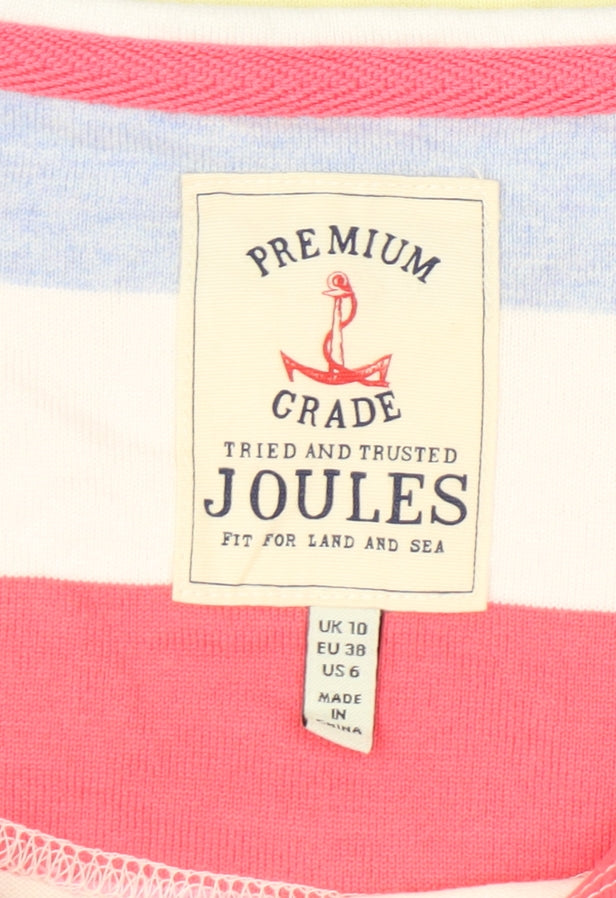 PREMIUM
GRADE
TRIED AND TRUSTED
JOULES
FIT FOR LAND AND SEA
UK 10
EU 38
US 6
MADE
IN
CHINA